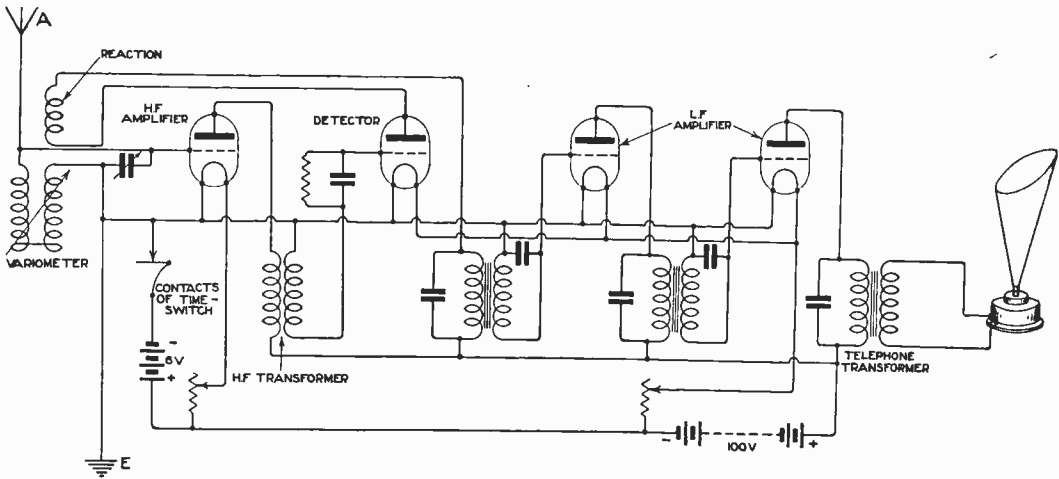 A
REACTION
H.F
AMPLIFIER
DETECTOR
L.F
AMPLIFIER
VARIOMETER
CONTACTS
OF TIME-
SWITCH
-
6V
+
H.F TRANSFORMER
TELEPHONE
TRANSFORMER
- 100V +
E